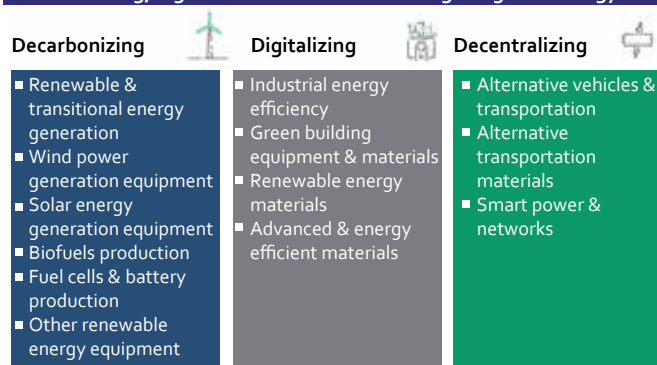 Decarbonizing
Renewable &
transitional energy
generation
Wind power
generation equipment
Solar energy
generation equipment
Biofuels production
Fuel cells & battery
production
Other renewable
energy equipment
Digitalizing
Industrial energy
efficiency
Green building
equipment & materials
Renewable energy
materials
Advanced & energy
efficient materials
Decentralizing
Alternative vehicles &
transportation
Alternative
transportation
materials
Smart power &
networks